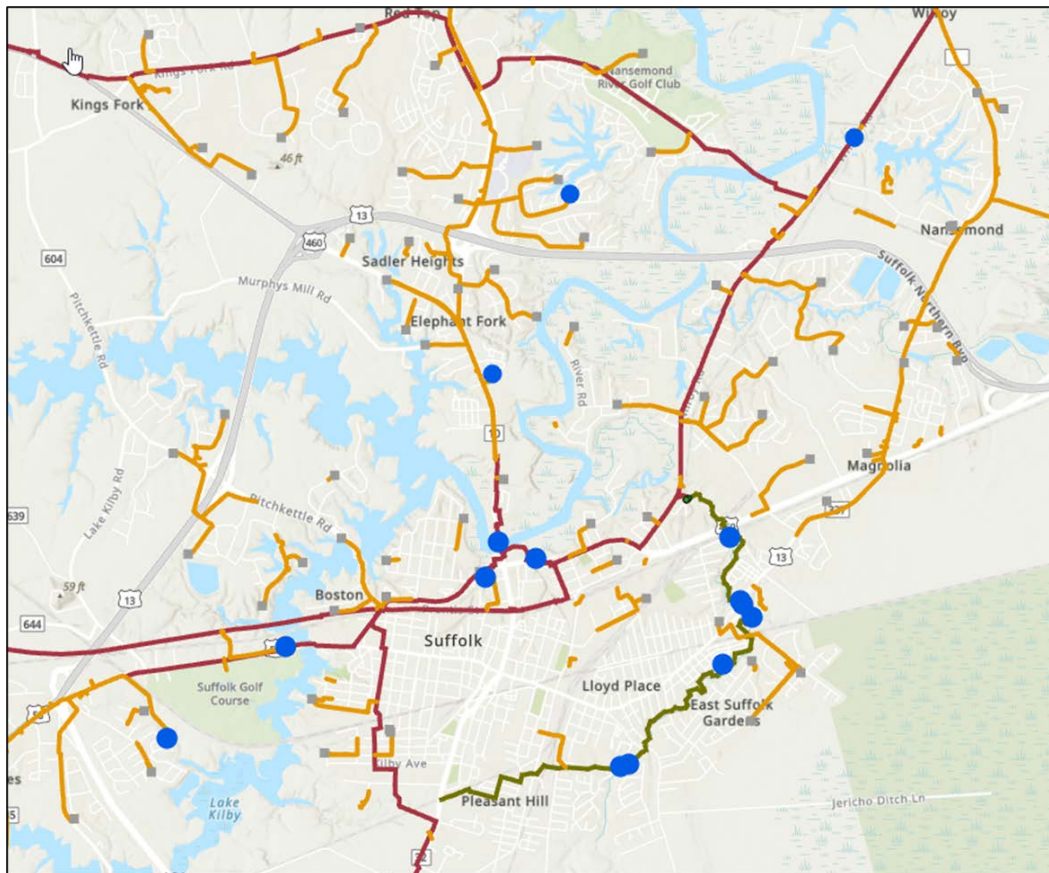 Red Top
Wilroy
Kings Fork Rd
Nansemond
River Golf Club
Kings Fork
46 ft
13
460
604
Nansemond
Sadler Heights
Suffolk Northern Byp
Murphys Mill Rd
Pitchkettle Rd
Elephant Fork
River Rd
10
Magnolia
Lake Kilby Rd
Pitchkettle Rd
639
337
460
13
59 ft
13
Boston
644
Suffolk
Suffolk Golf
Course
Lloyd Place
East Suffolk
Gardens
Kilby Ave
es
Lake
Kilby
Pleasant Hill
Jericho Ditch Ln